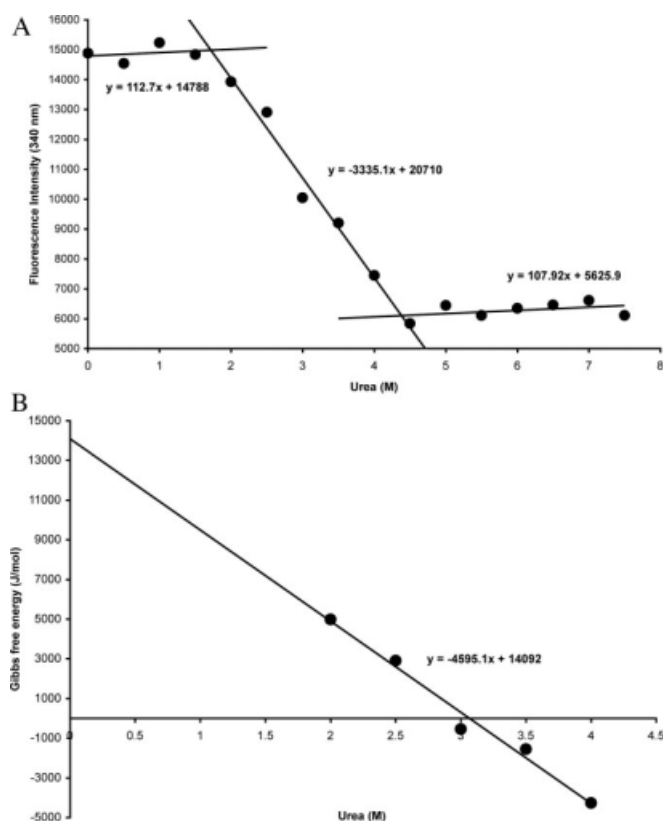 A
16000
15000
14000
13000
12000
11000
10000
9000
8000
7000
6000
5000
Fluorescence Intensity (340 nm)
y = 112.7x + 14788
y = -3335.1x + 20710
y = 107.92x + 5625.9
0 1 2 3 4 5 6 7 8
Urea (M)
B
15000
13000
11000
9000
7000
5000
3000
1000
-1000
-3000
-5000
Gibbs free energy (J/mol)
y = -4595.1x + 14092
0 0.5 1 1.5 2 2.5 3 3.5 4 4.5
Urea (M)